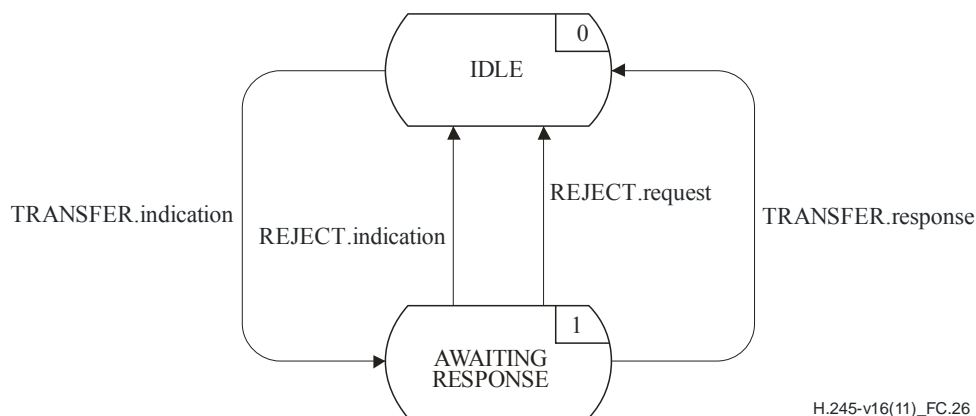 0
IDLE
TRANSFER.indication
REJECT.indication
REJECT.request
TRANSFER.response
1
AWAITING
RESPONSE
H.245-v16(11)_FC.26